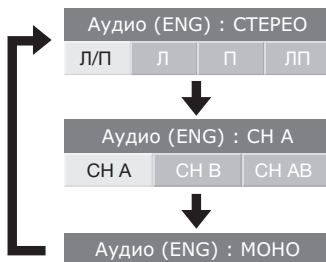 Аудио (ENG) : СТЕРЕО
Л/П Л П ЛП
Аудио (ENG) : CH A
CH A CH B CH AB
Аудио (ENG) : МОНО